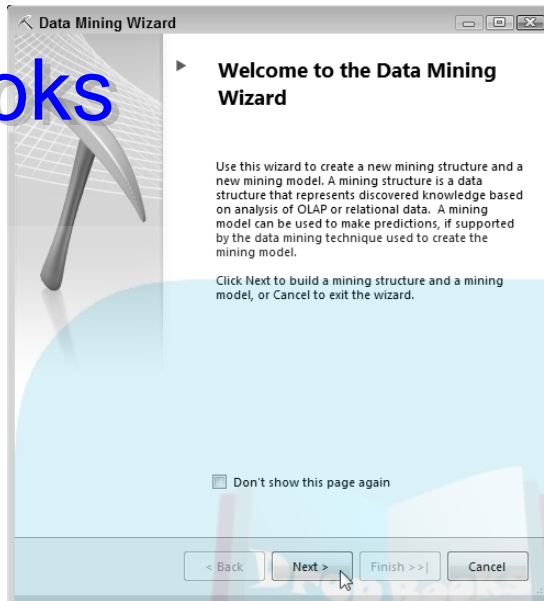 Data Mining Wizard
oks
Welcome to the Data Mining
Wizard
Use this wizard to create a new mining structure and a
new mining model. A mining structure is a data
structure that represents discovered knowledge based
on analysis of OLAP or relational data.  A mining
model can be used to make predictions, if supported
by the data mining technique used to create the
mining model.
Click Next to build a mining structure and a mining
model, or Cancel to exit the wizard.
Don't show this page again
< Back Next > Finish >>| Cancel
Drop Books